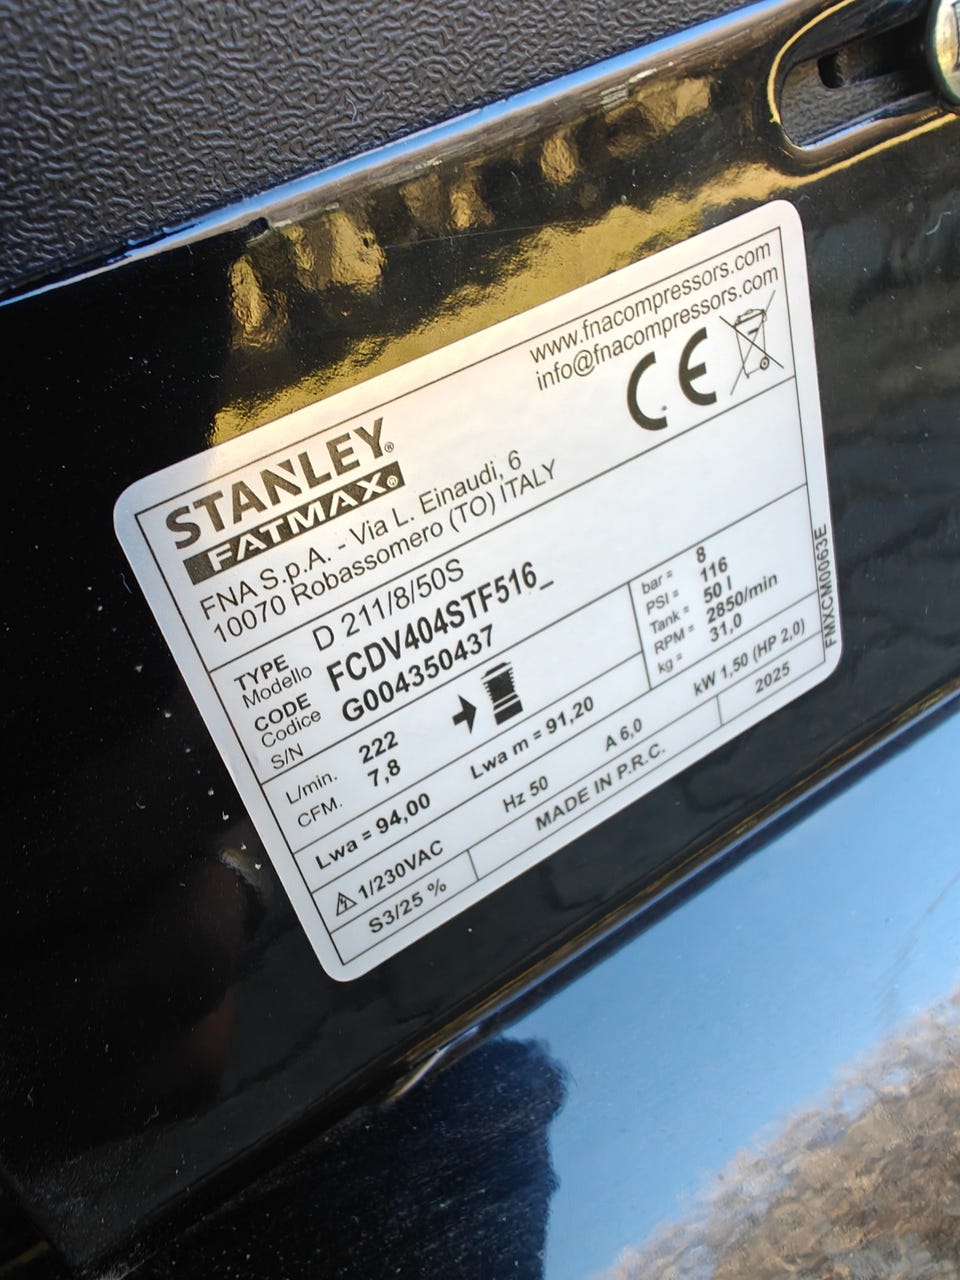 www.fnacompressors.com
info@fnacompressors.com
STANLEY®
FATMAX®
CE
FNA S.p.A. - Via L. Einaudi, 6
10070 Robassomero (TO) ITALY
TYPE D 211/8/50S
Modello
CODE FCDV404STF516_
Codice
S/N G004350437
bar = 8
PSI = 116
Tank = 50 l
RPM = 2850/min
kg = 31,0
L/min. 222
CFM. 7,8
Lwa = 94,00 Lwa m = 91,20
1/230VAC Hz 50 A 6,0 kW 1,50 (HP 2,0)
S3/25 % MADE IN P.R.C. 2025
FMXCM0063E